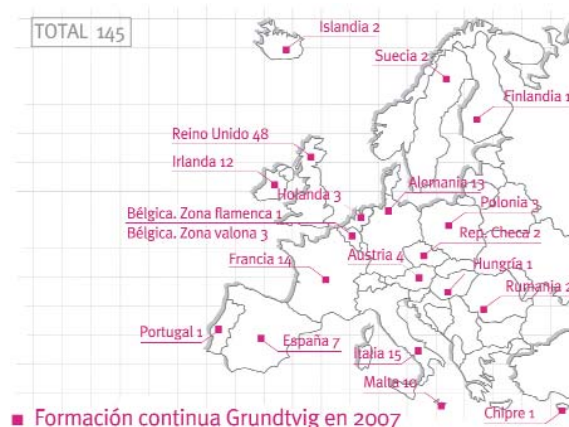 TOTAL 145
Islandia 2
Suecia 2
Finlandia 1
Reino Unido 48
Irlanda 12
Holanda 3
Alemania 13
Bélgica. Zona flamenca 1
Polonia 3
Bélgica. Zona valona 3
Rep. Checa 2
Austria 4
Francia 14
Hungría 1
Rumania 2
Portugal 1
España 7
Italia 15
Malta 10
Chipre 1
Formación continua Grundtvig en 2007